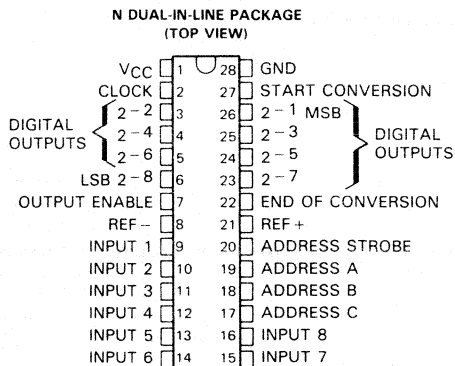 N DUAL-IN-LINE PACKAGE
(TOP VIEW)
VCC 1 28 GND
CLOCK 2 27 START CONVERSION
2-2 3 26 2-1 MSB
2-4 4 25 2-3
DIGITAL OUTPUTS
DIGITAL OUTPUTS
2-6 5 24 2-5
LSB 2-8 6 23 2-7
OUTPUT ENABLE 7 22 END OF CONVERSION
REF- 8 21 REF+
INPUT 1 9 20 ADDRESS STROBE
INPUT 2 10 19 ADDRESS A
INPUT 3 11 18 ADDRESS B
INPUT 4 12 17 ADDRESS C
INPUT 5 13 16 INPUT 8
INPUT 6 14 15 INPUT 7